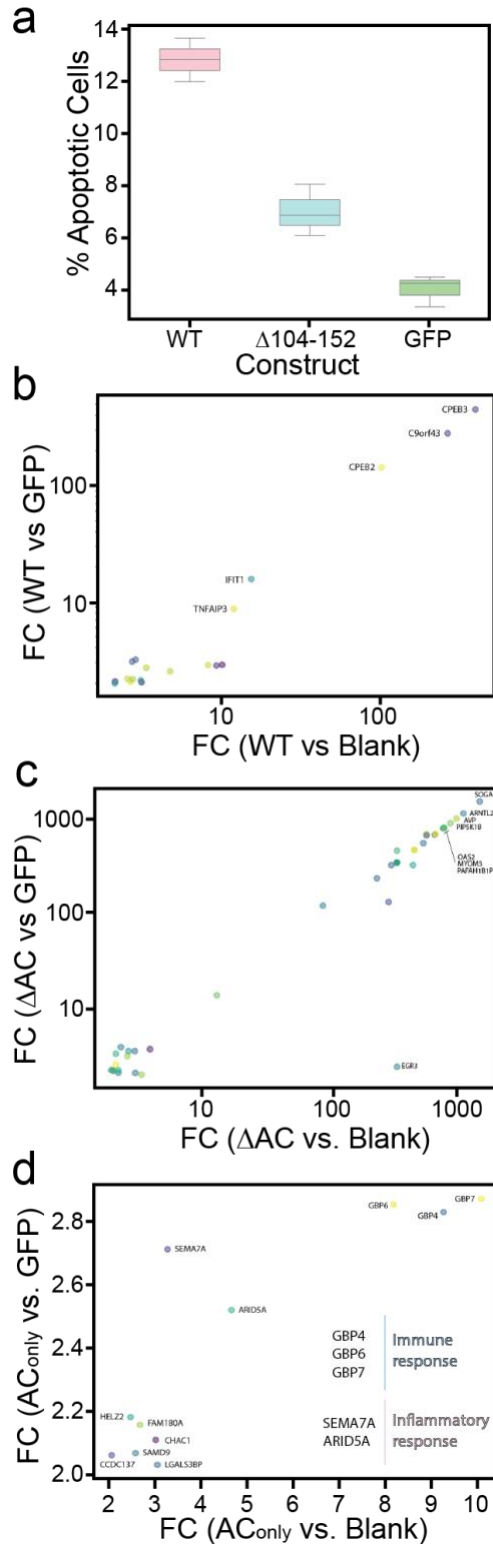 a
% Apoptotic Cells
14
12
10
8
6
4
WT
Δ104-152
GFP
Construct
b
FC (WT vs GFP)
100
10
CPEB3
C9orf43
CPEB2
IFIT1
TNFAIP3
10
100
FC (WT vs Blank)
c
FC (ΔAC vs GFP)
1000
100
10
SOGA
ARNTL2
AVP
PIP5K1B
OAS2
MYOM3
PAFAH1B1P
EGR3
10
100
1000
FC (ΔAC vs. Blank)
d
FC (AConly vs. GFP)
2.8
2.6
2.4
2.2
2.0
GBP6
GBP7
GBP4
SEMA7A
ARID5A
GBP4
GBP6
GBP7
Immune
response
SEMA7A
ARID5A
Inflammatory
response
HELZ2
FAM180A
CHAC1
SAMD9
CCDC137
LGALS3BP
2
3
4
5
6
7
8
9
10
FC (AConly vs. Blank)